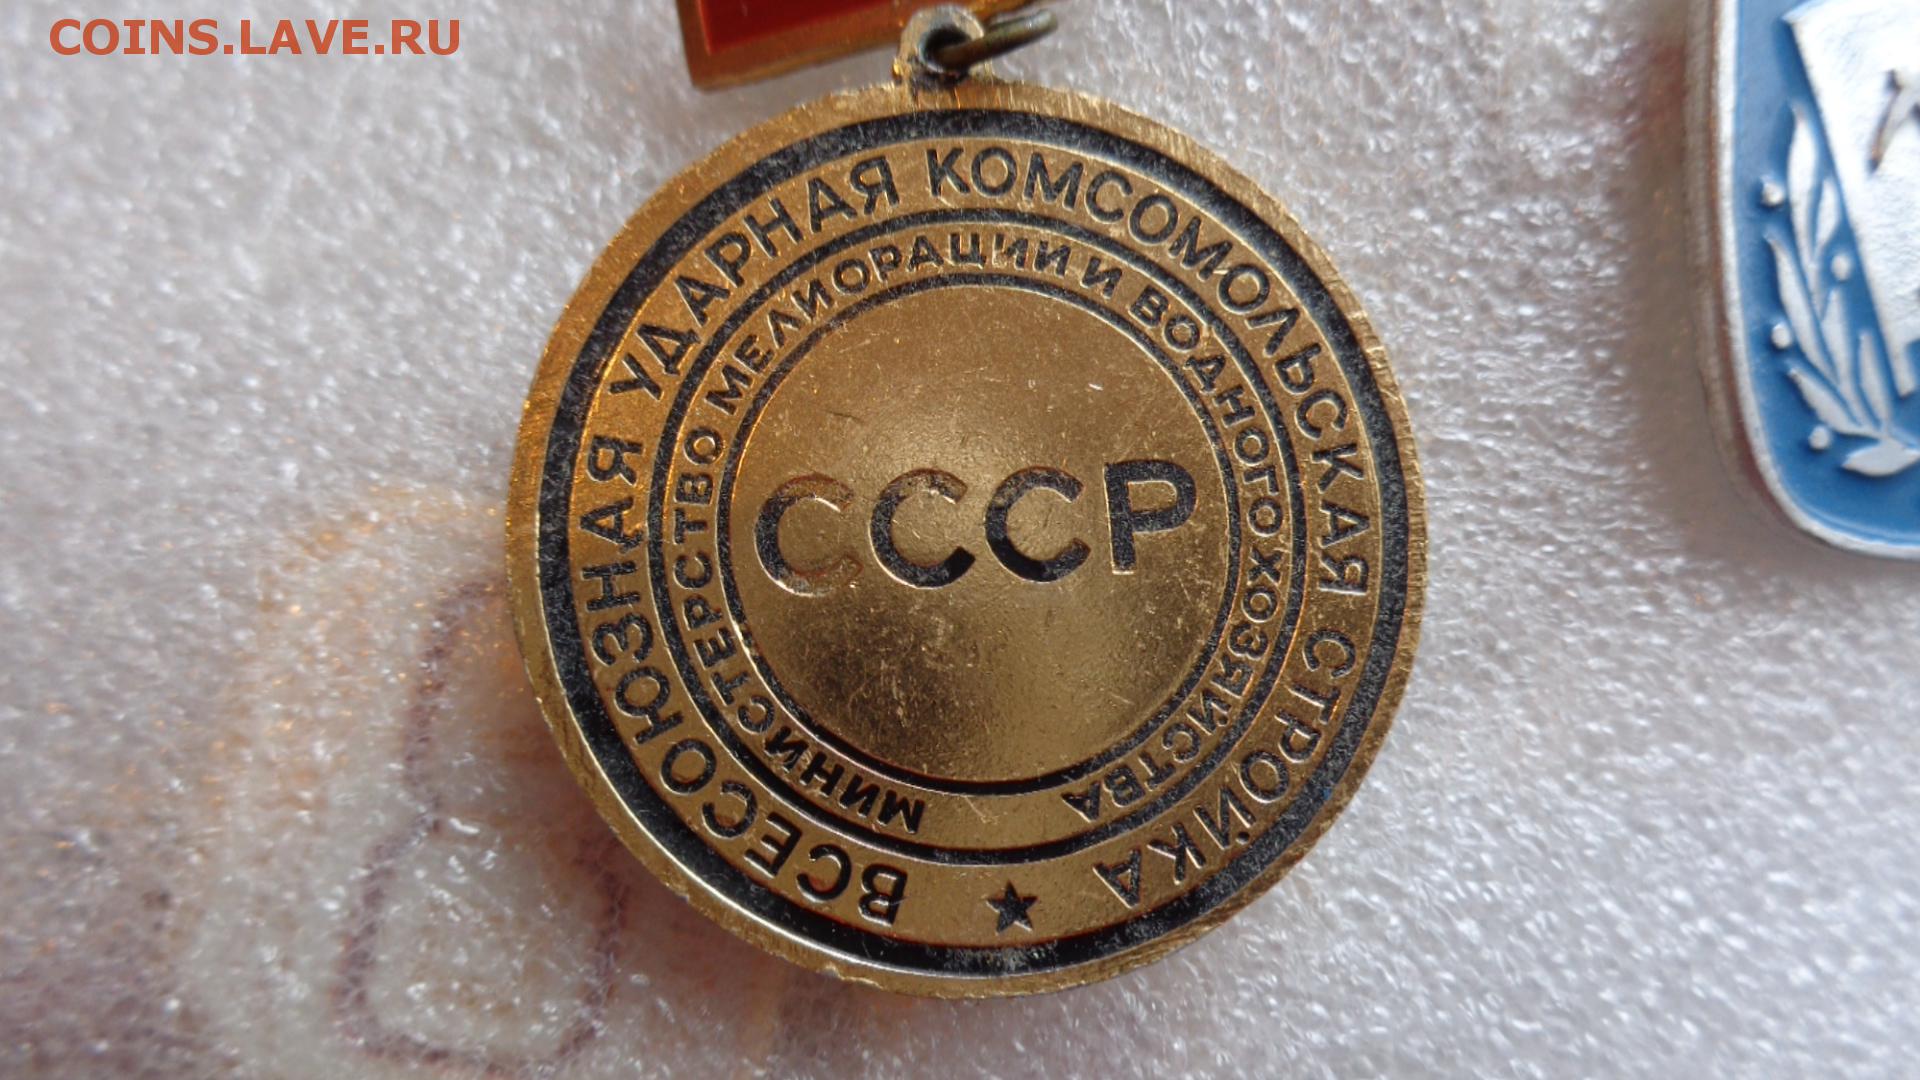 COINS.LAVE.RU
ВСЕСОЮЗНАЯ УДАРНАЯ КОМСОМОЛЬСКАЯ СТРОЙКА
МИНИСТЕРСТВО МЕЛИОРАЦИИ И ВОДНОГО ХОЗЯЙСТВА
СССР